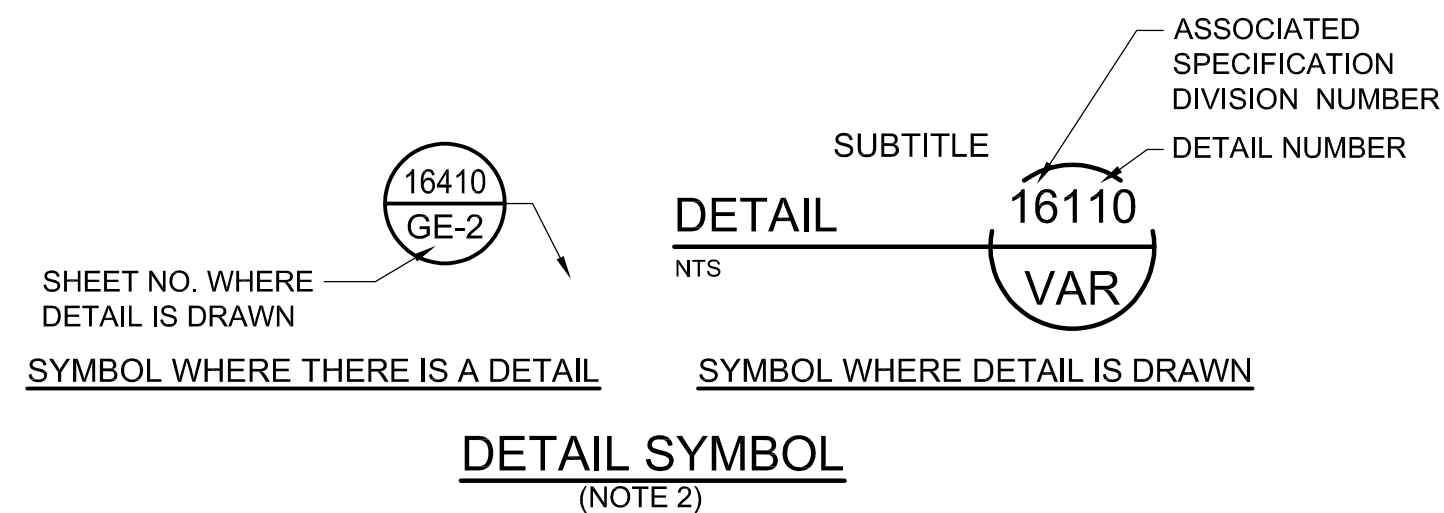 16410
GE-2
SHEET NO. WHERE
DETAIL IS DRAWN
SYMBOL WHERE THERE IS A DETAIL
ASSOCIATED
SPECIFICATION
DIVISION NUMBER
DETAIL NUMBER
SUBTITLE
16110
DETAIL
NTS
VAR
SYMBOL WHERE DETAIL IS DRAWN
DETAIL SYMBOL
(NOTE 2)